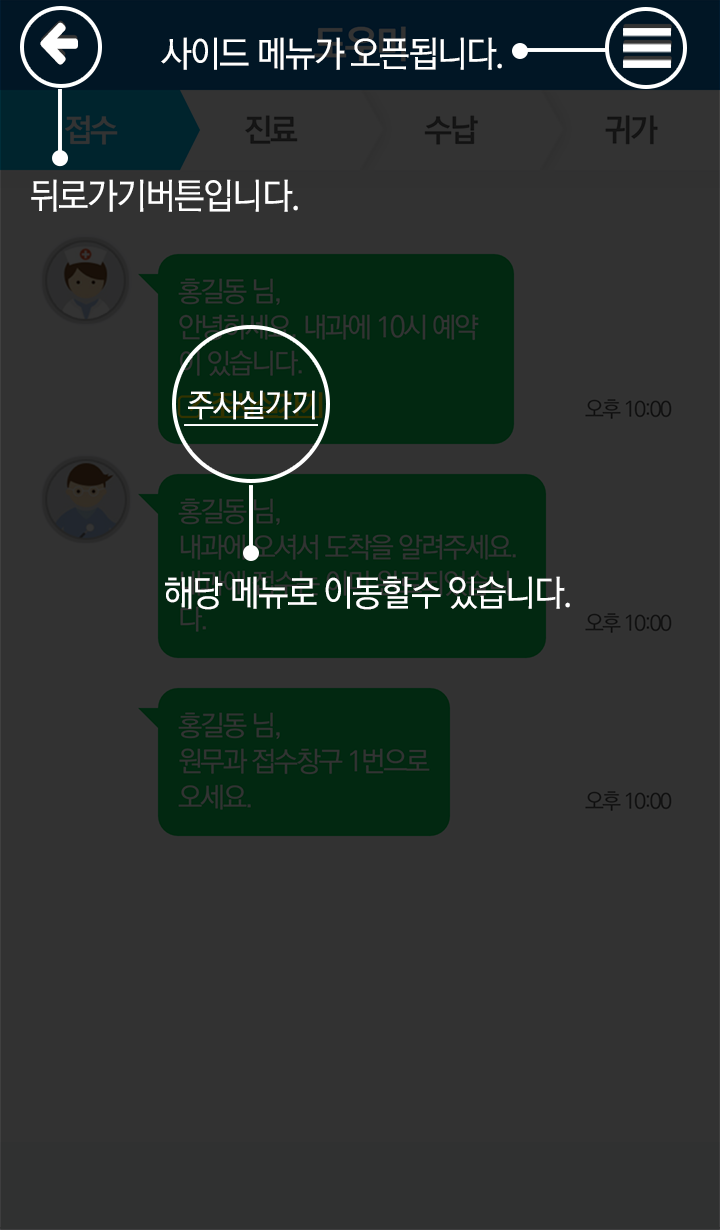 도우미
사이드 메뉴가 오픈됩니다.
접수
진료
수납
귀가
뒤로가기버튼입니다.
홍길동 님,
안녕하세요. 내과에 10시 예약
이 있습니다.
주사실가기
오후 10:00
홍길동 님,
내과에 오셔서 도착을 알려주세요.
해당 메뉴로 이동할수 있습니다.
다.
오후 10:00
홍길동 님,
원무과 접수창구 1번으로
오세요.
오후 10:00